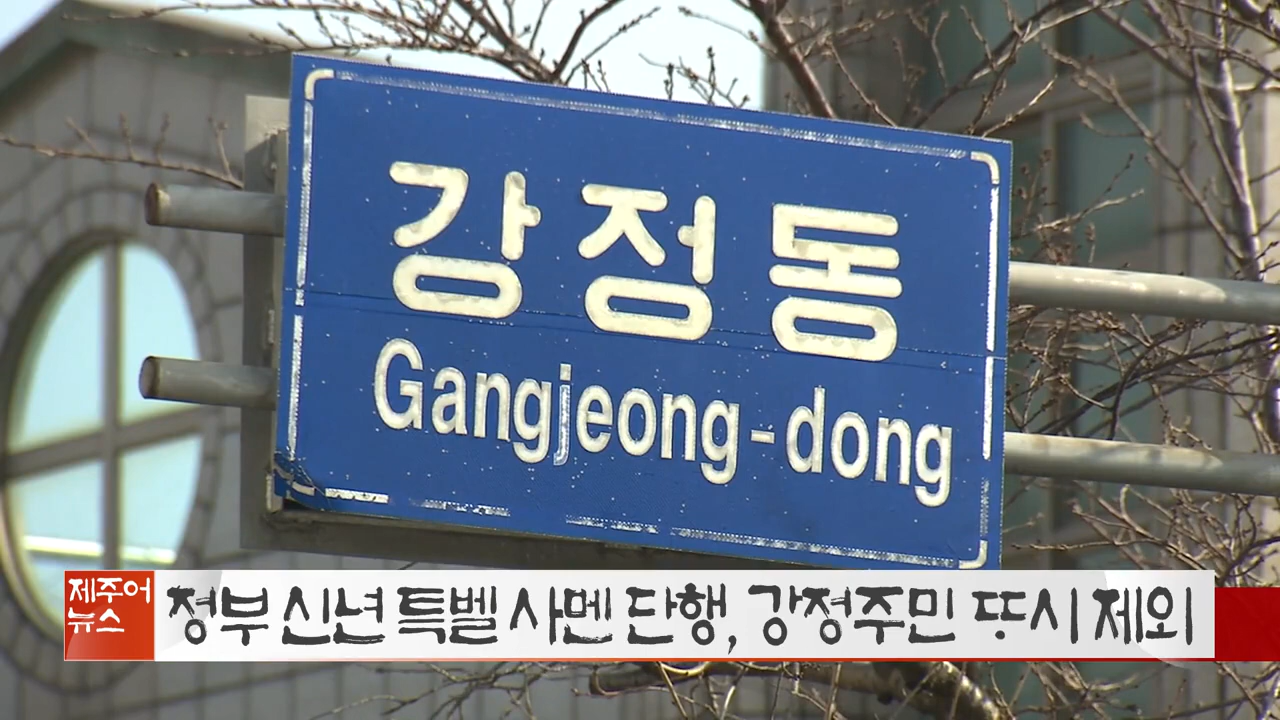 강정동
Gangjeong-dong
제주어
뉴스
정부 신년 특벨 사멘 단행, 강정주민 또시 제외